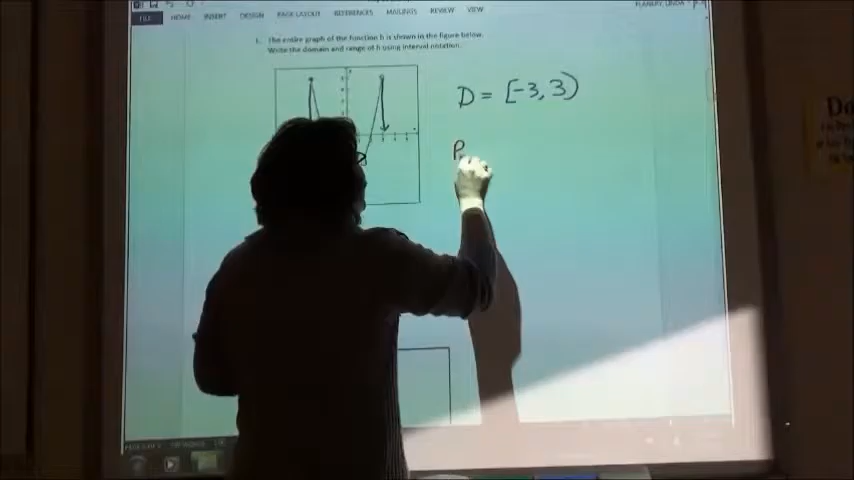 FILE HOME INSERT DESIGN PAGE LAYOUT REFERENCES MAILINGS REVIEW VIEW
1. The entire graph of the function h is shown in the figure below.
Write the domain and range of h using interval notation.
D = [-3, 3)
R